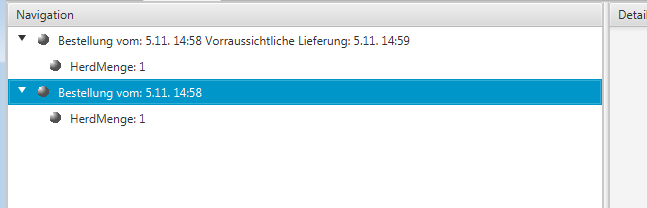 Navigation
Detai
Bestellung vom: 5.11. 14:58 Vorraussichtliche Lieferung: 5.11. 14:59
HerdMenge: 1
Bestellung vom: 5.11. 14:58
HerdMenge: 1